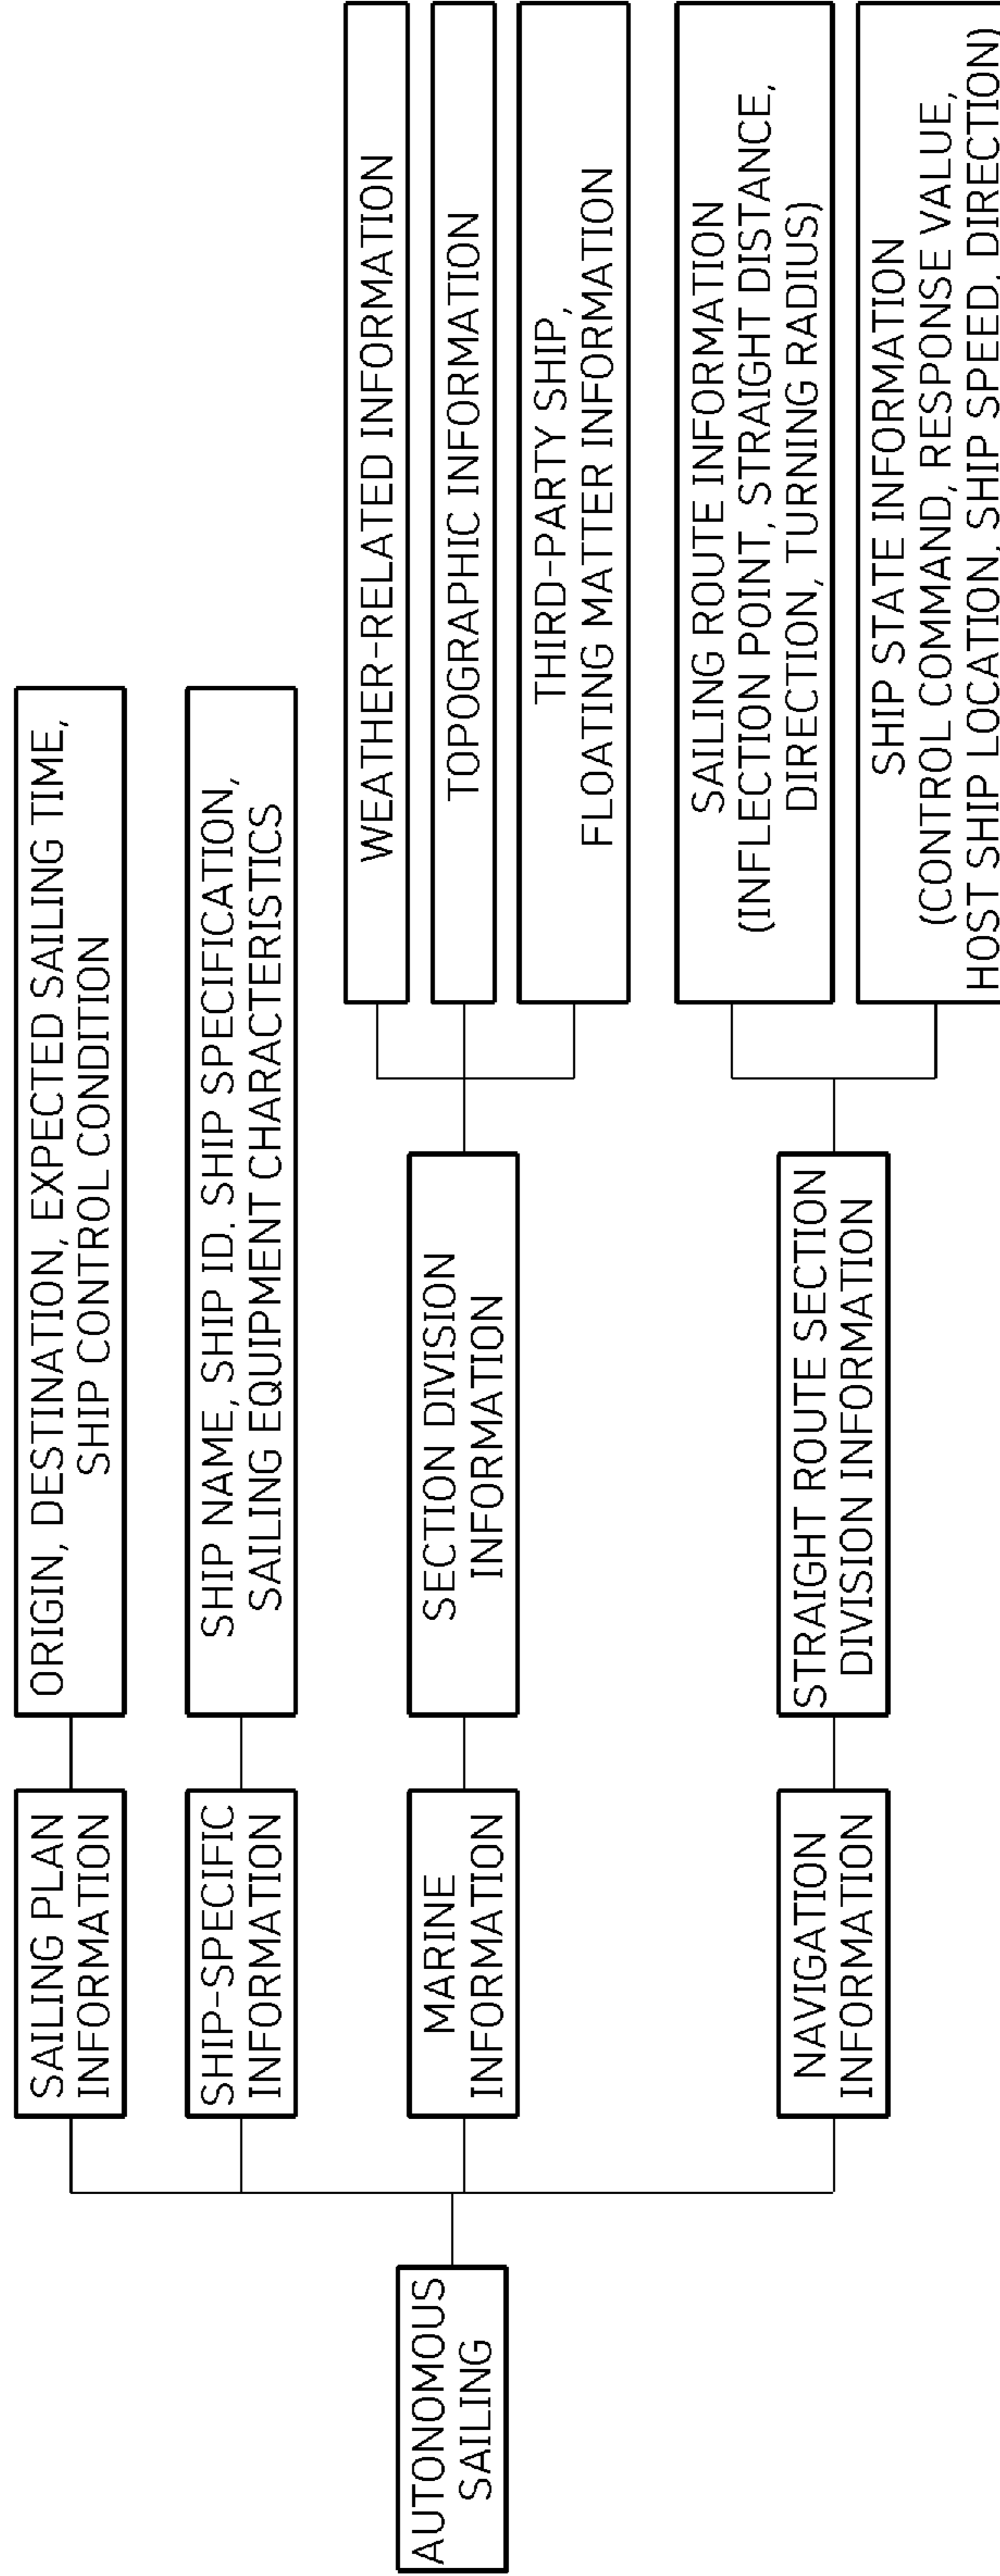 AUTONOMOUS
SAILING
SAILING PLAN
INFORMATION
ORIGIN, DESTINATION, EXPECTED SAILING TIME,
SHIP CONTROL CONDITION
SHIP-SPECIFIC
INFORMATION
SHIP NAME, SHIP ID. SHIP SPECIFICATION,
SAILING EQUIPMENT CHARACTERISTICS
MARINE
INFORMATION
SECTION DIVISION
INFORMATION
WEATHER-RELATED INFORMATION
TOPOGRAPHIC INFORMATION
THIRD-PARTY SHIP,
FLOATING MATTER INFORMATION
NAVIGATION
INFORMATION
STRAIGHT ROUTE SECTION
DIVISION INFORMATION
SAILING ROUTE INFORMATION
(INFLECTION POINT, STRAIGHT DISTANCE,
DIRECTION, TURNING RADIUS)
SHIP STATE INFORMATION
(CONTROL COMMAND, RESPONSE VALUE,
HOST SHIP LOCATION, SHIP SPEED, DIRECTION)